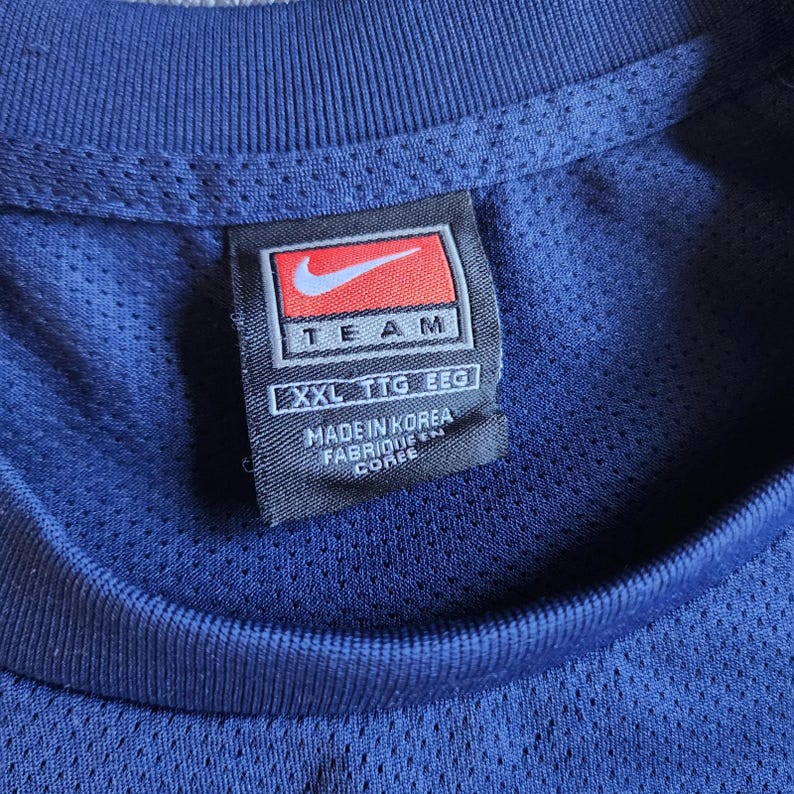 TEAM
XXL TTG EEG
MADE IN KOREA
FABRIQUE EN
COREE